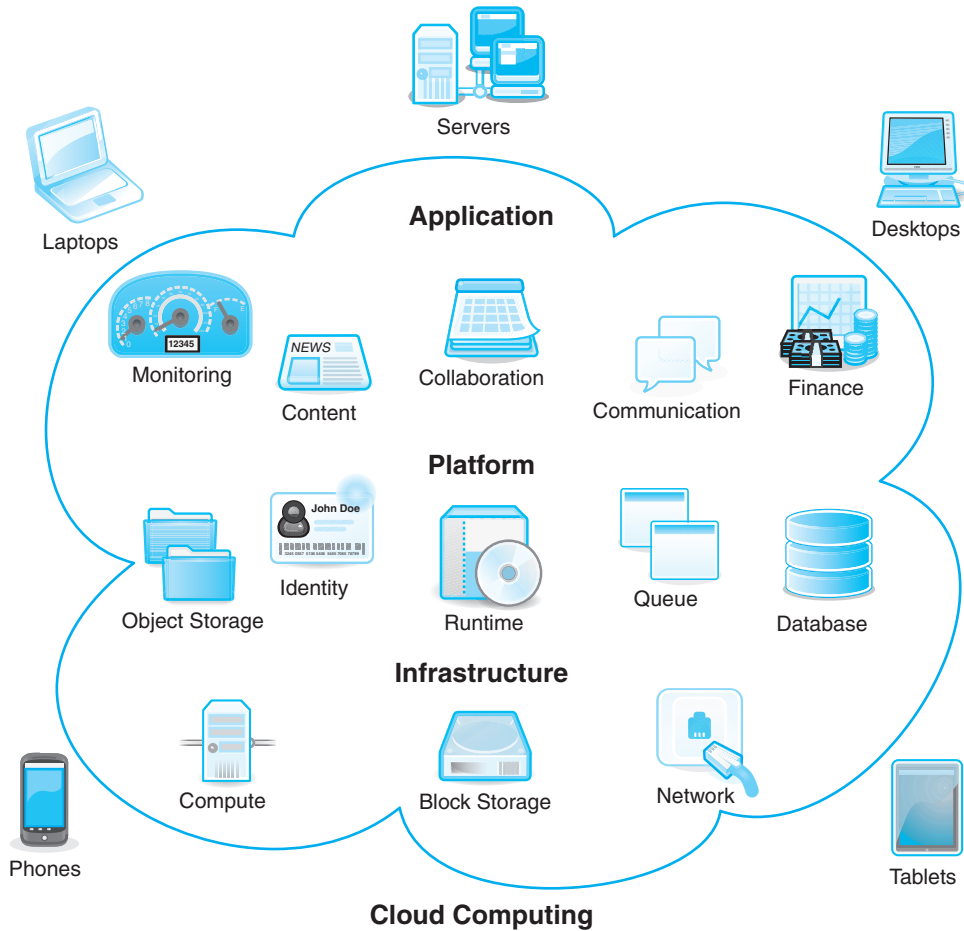 Servers
Laptops
Desktops
Application
12345
Monitoring
NEWS
Content
Collaboration
Communication
Finance
Platform
John Doe
Object Storage
Identity
Runtime
Queue
Database
Infrastructure
Compute
Block Storage
Network
Phones
Tablets
Cloud Computing